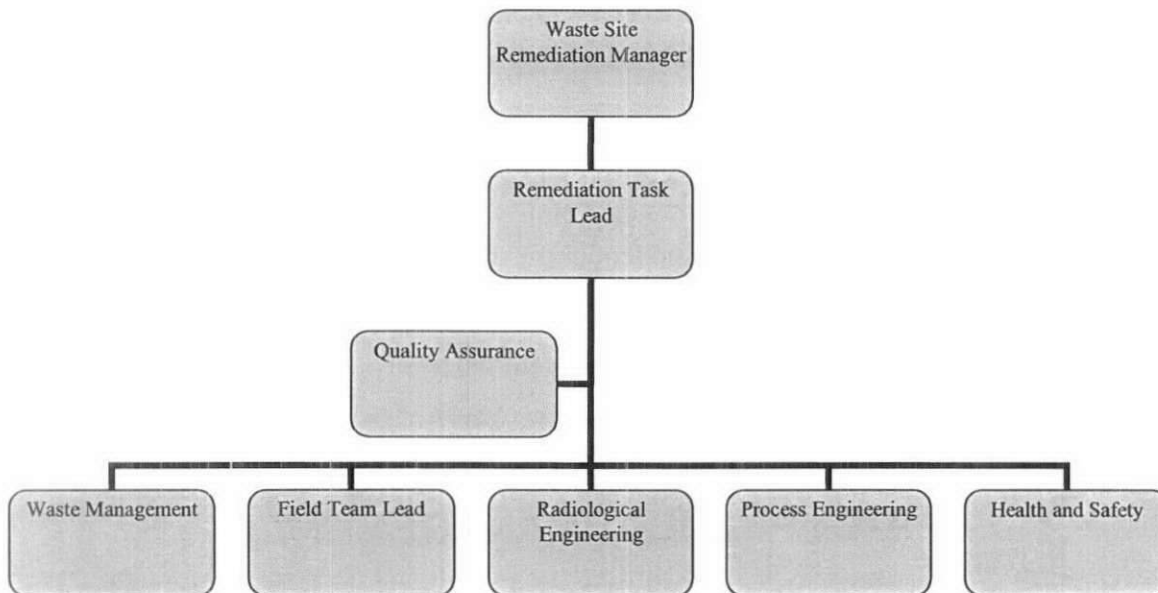 Waste Site
Remediation Manager
Remediation Task
Lead
Quality Assurance
Waste Management
Field Team Lead
Radiological
Engineering
Process Engineering
Health and Safety